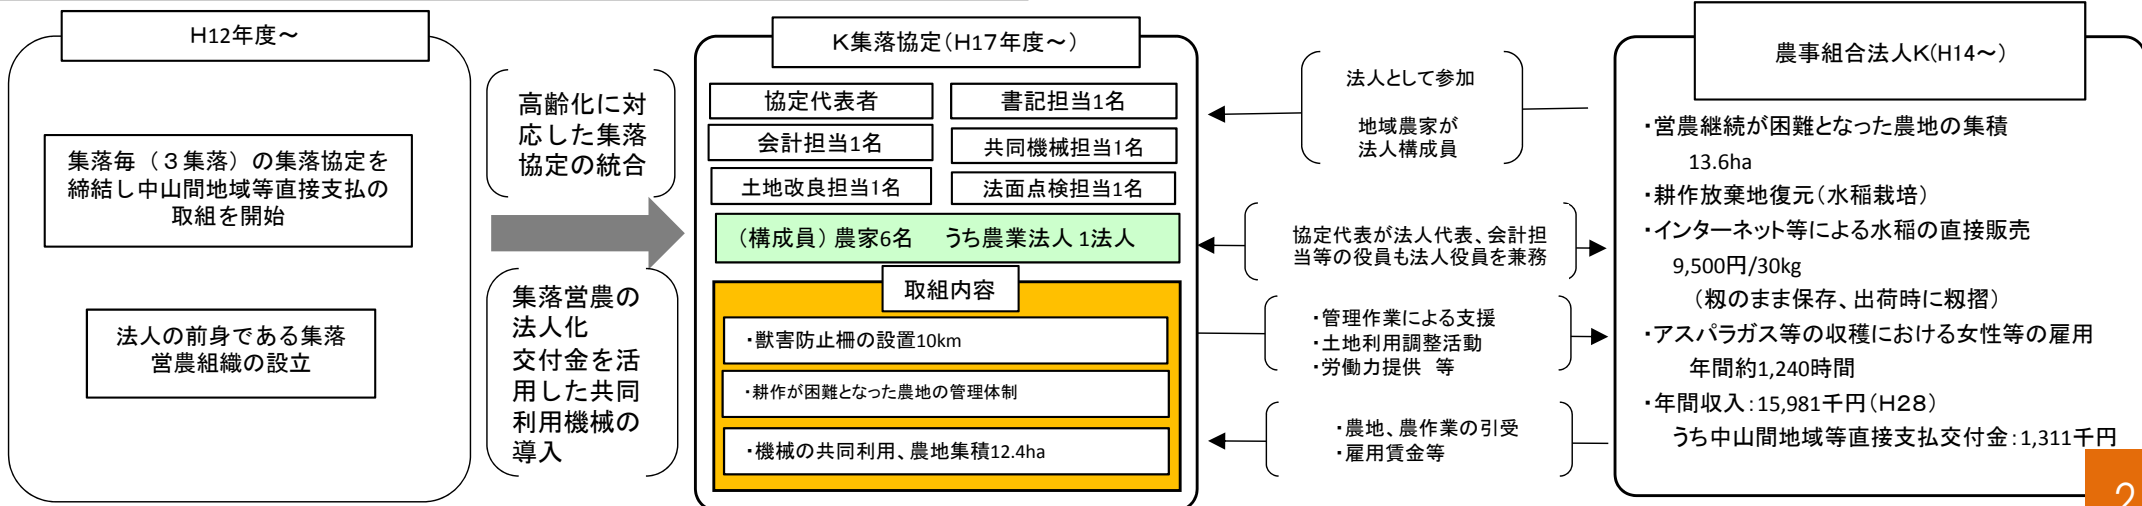 H12年度～
集落毎（３集落）の集落協定を
締結し中山間地域等直接支払の
取組を開始
法人の前身である集落
営農組織の設立
高齢化に対
応した集落
協定の統合
集落営農の
法人化
交付金を活
用した共同
利用機械の
導入
K集落協定（H17年度～）
協定代表者
書記担当1名
会計担当1名
共同機械担当1名
土地改良担当1名
法面点検担当1名
（構成員）農家6名　うち農業法人１法人
取組内容
・獣害防止柵の設置10km
・耕作が困難となった農地の管理体制
・機械の共同利用、農地集積12.4ha
法人として参加
地域農家が
法人構成員
協定代表が法人代表、会計担
当等の役員も法人役員を兼務
・管理作業による支援
・土地利用調整活動
・労働力提供　等
・農地、農作業の引受
・雇用賃金等
農事組合法人K(H14～)
・営農継続が困難となった農地の集積
13.6ha
・耕作放棄地復元（水稲栽培）
・インターネット等による水稲の直接販売
9,500円/30kg
（籾のまま保存、出荷時に籾摺）
・アスパラガス等の収穫における女性等の雇用
年間約1,240時間
・年間収入：15,981千円（H28）
うち中山間地域等直接支払交付金：1,311千円
2